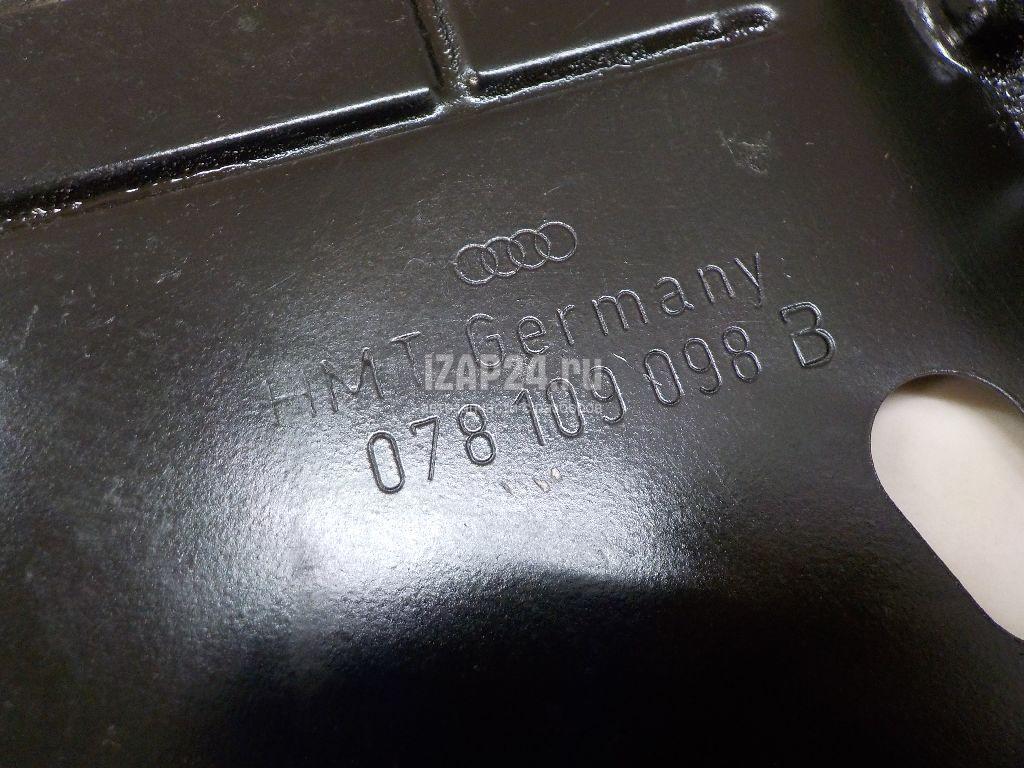 HMT Germany
iZAP24.ru
078 109 098 B